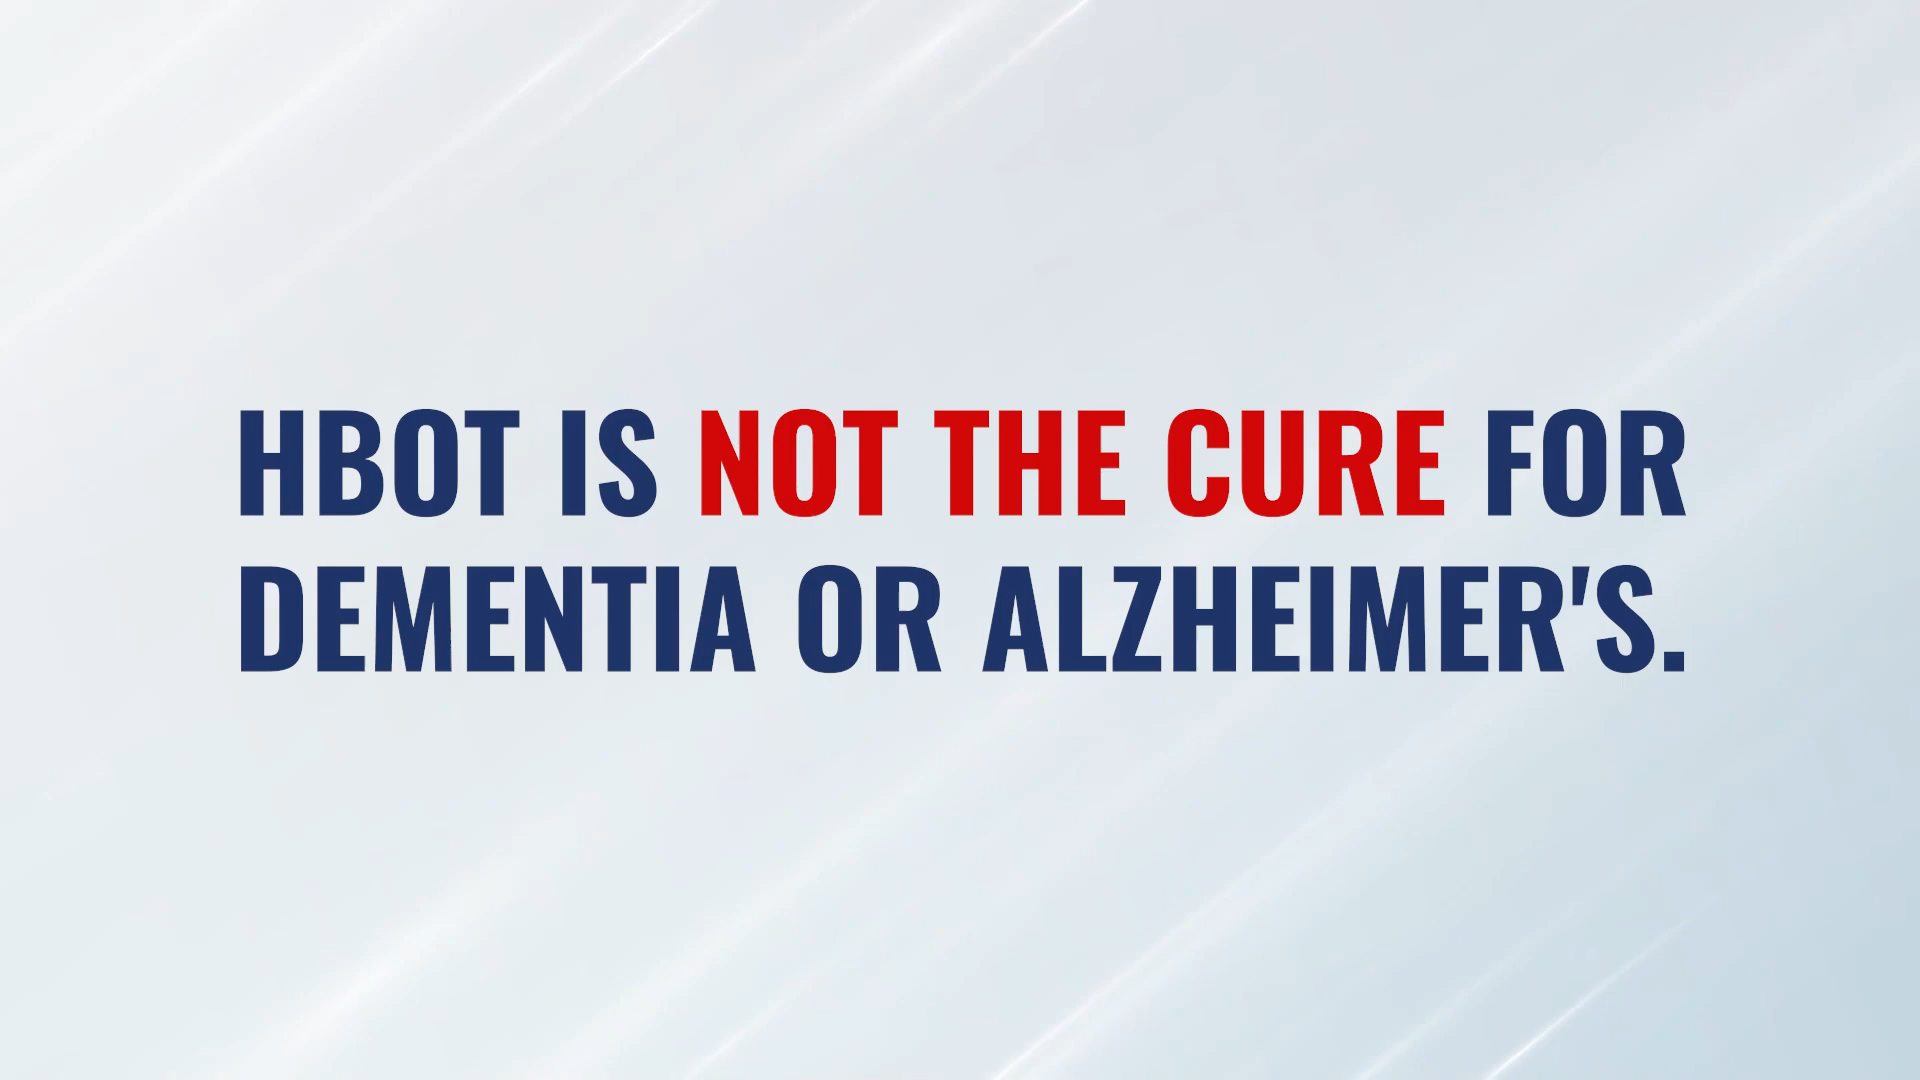 HBOT IS NOT THE CURE FOR
DEMENTIA OR ALZHEIMER'S.